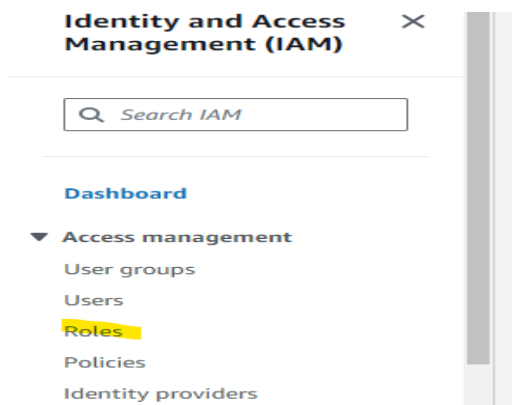 Identity and Access
Management (IAM)
Search IAM
Dashboard
Access management
User groups
Users
Roles
Policies
Identity providers